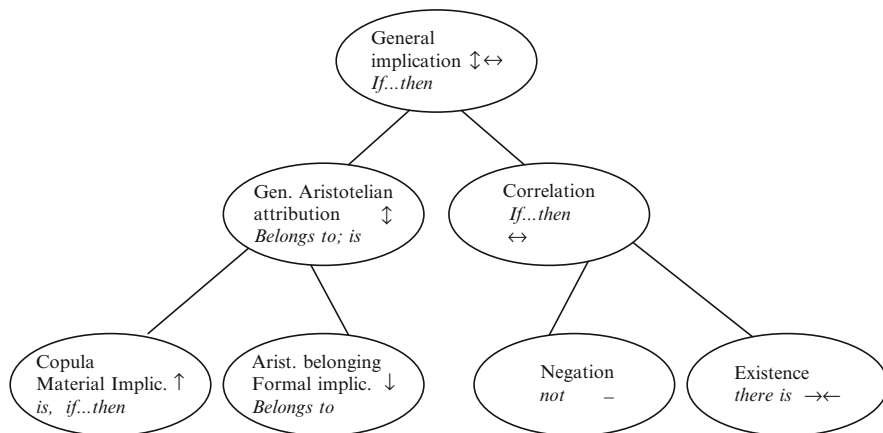 General
implication ↕↔
If...then
Gen. Aristotelian
attribution ↕
Belongs to; is
Correlation
If...then
↔
Copula
Material Implic. ↑
is, if...then
Arist. belonging
Formal implic. ↓
Belongs to
Negation
not –
Existence
there is →←